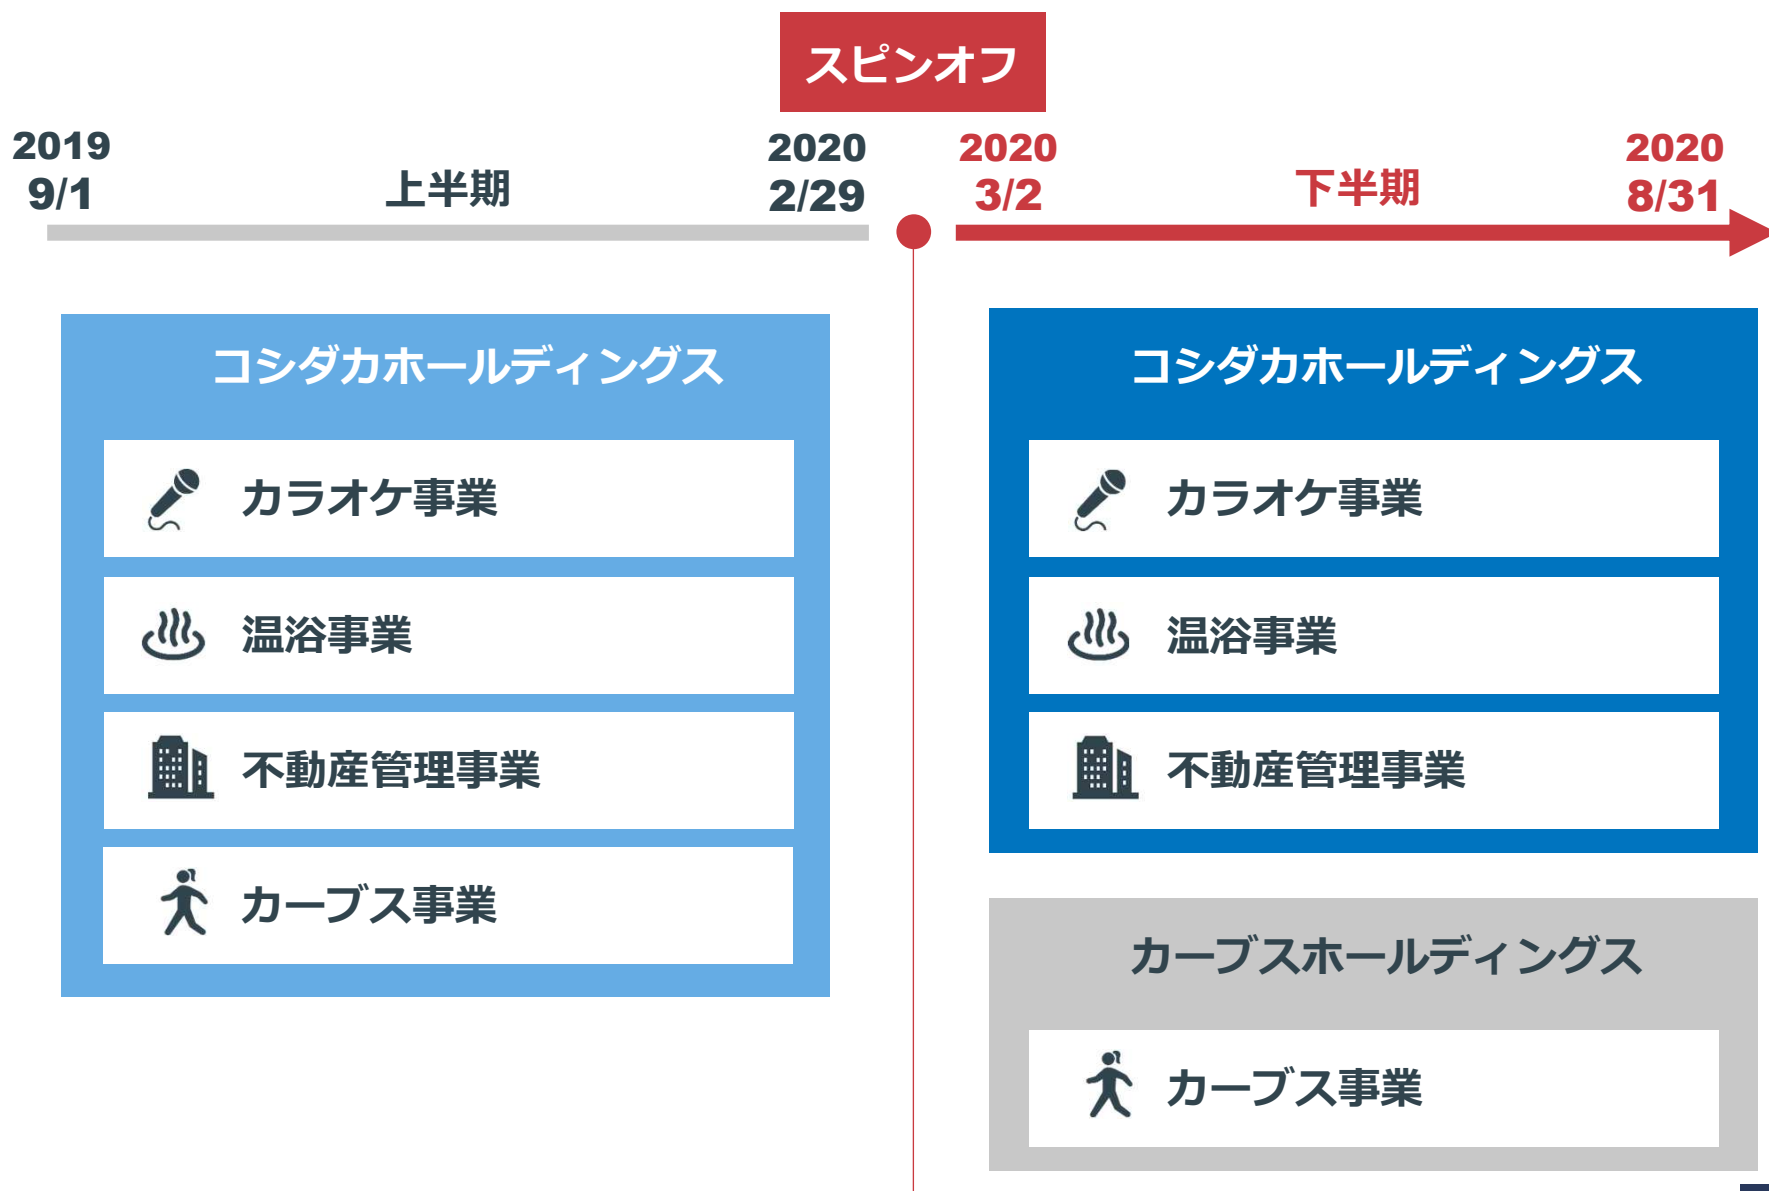 スピンオフ
2019
9/1
上半期
2020
2/29
2020
3/2
下半期
2020
8/31
コシダカホールディングス
カラオケ事業
温浴事業
不動産管理事業
カーブス事業
コシダカホールディングス
カラオケ事業
温浴事業
不動産管理事業
カーブスホールディングス
カーブス事業